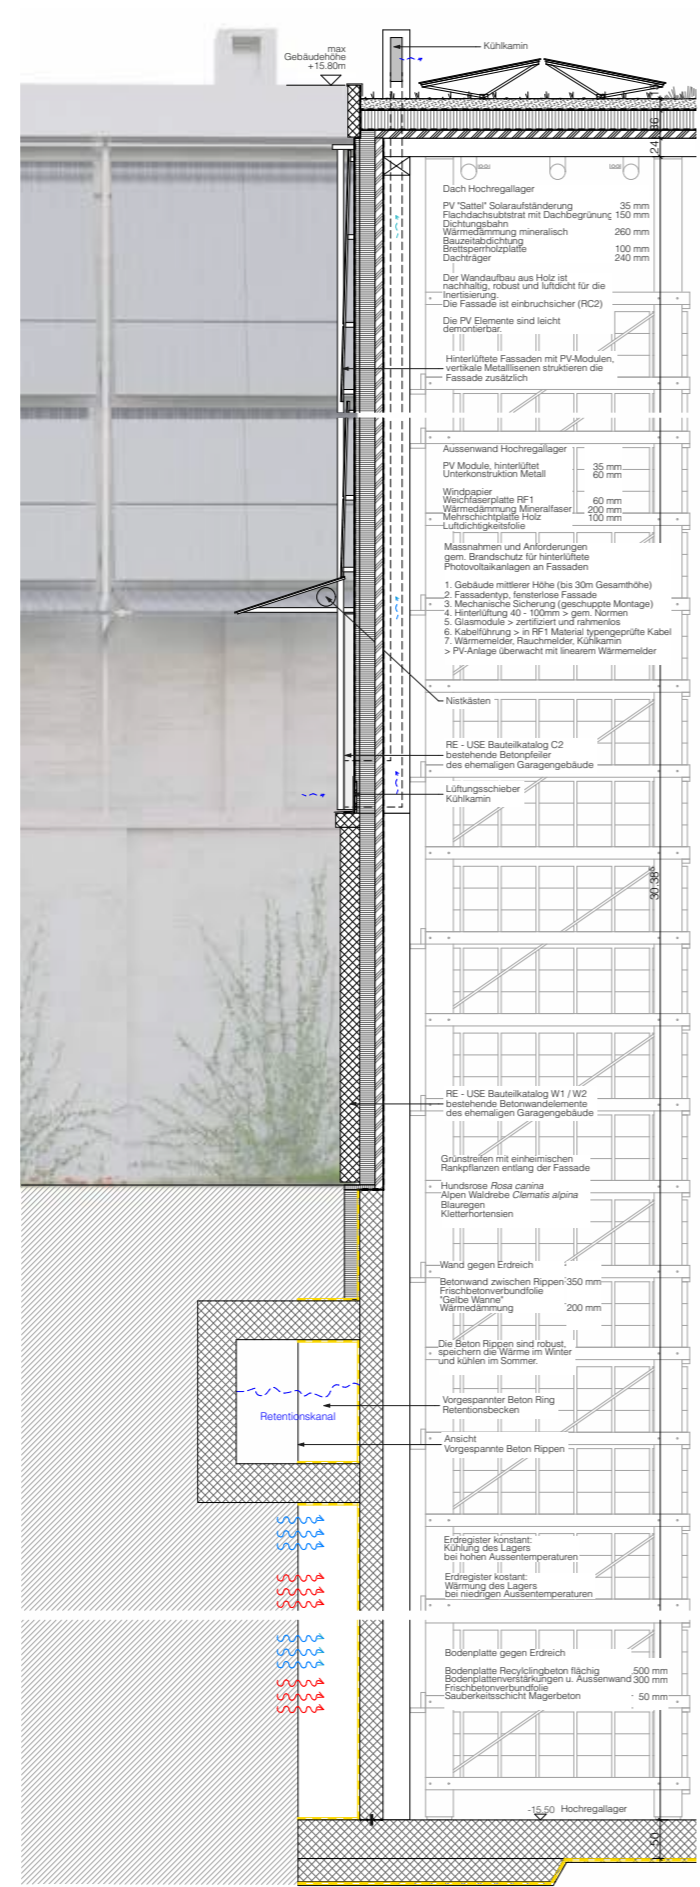 max
Gebäudehöhe
+15.80m
Kühlkamin
36
24
Dach Hochregallager
PV "Sattel" Solaraufständerung 35 mm
Flachdachsubtstrat mit Dachbegrünung 150 mm
Dichtungsbahn
Wärmedämmung mineralisch 260 mm
Bauzeitabdichtung
Brettsperrholzplatte 100 mm
Dachträger 240 mm
Der Wandaufbau aus Holz ist
nachhaltig, robust und luftdicht für die
Inertisierung.
Die Fassade ist einbruchsicher (RC2)
Die PV Elemente sind leicht
demontierbar.
Hinterlüftete Fassaden mit PV-Modulen,
vertikale Metalllisenen struktieren die
Fassade zusätzlich
Aussenwand Hochregallager
PV Module, hinterlüftet 35 mm
Unterkonstruktion Metall 60 mm
Windpapier
Weichfaserplatte RF1 60 mm
Wärmedämmung Mineralfaser 200 mm
Mehrschichtplatte Holz 100 mm
Luftdichtigkeitsfolie
Massnahmen und Anforderungen
gem. Brandschutz für hinterlüftete
Photovoltaikanlagen an Fassaden
1. Gebäude mittlerer Höhe (bis 30m Gesamthöhe)
2. Fassadentyp, fensterlose Fassade
3. Mechanische Sicherung (geschuppte Montage)
4. Hinterlüftung 40 - 100mm > gem. Normen
5. Glasmodule > zertifiziert und rahmenlos
6. Kabelführung > in RF1 Material typengeprüfte Kabel
7. Wärmemelder, Rauchmelder, Kühlkamin
> PV-Anlage überwacht mit linearem Wärmemelder
Nistkästen
RE - USE Bauteilkatalog C2
bestehende Betonpfeiler
des ehemaligen Garagengebäude
Lüftungsschieber
Kühlkamin
30.38⁵
RE - USE Bauteilkatalog W1 / W2
bestehende Betonwandelemente
des ehemaligen Garagengebäude
Grünstreifen mit einheimischen
Rankpflanzen entlang der Fassade
Hundsrose Rosa canina
Alpen Waldrebe Clematis alpina
Blauregen
Kletterhortensien
Wand gegen Erdreich
Betonwand zwischen Rippen 350 mm
Frischbetonverbundfolie
"Gelbe Wanne"
Wärmedämmung 200 mm
Die Beton Rippen sind robust,
speichern die Wärme im Winter
und kühlen im Sommer.
Vorgespannter Beton Ring
Retentionsbecken
Retentionskanal
Ansicht
Vorgespannte Beton Rippen
Erdregister konstant:
Kühlung des Lagers
bei hohen Aussentemperaturen
Erdregister kostant:
Wärmung des Lagers
bei niedrigen Aussentemperaturen
Bodenplatte gegen Erdreich
Bodenplatte Recylclingbeton flächig 500 mm
Bodenplattenverstärkungen u. Aussenwand 300 mm
Frischbetonverbundfolie
Sauberkeitsschicht Magerbeton 50 mm
-15.50 Hochregallager
50